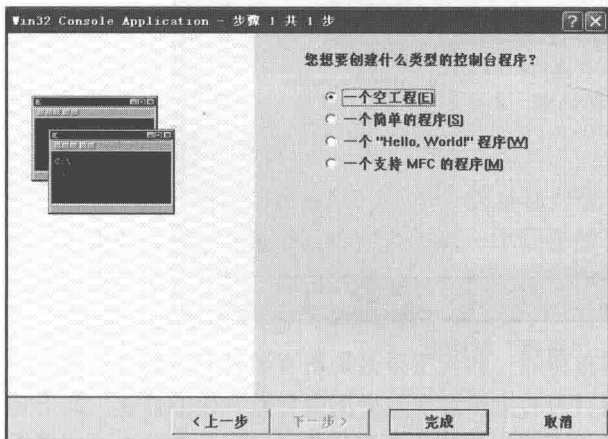 Win32 Console Application - 步骤 1 共 1 步
您想要创建什么类型的控制台程序?
一个空工程(E)
一个简单的程序(S)
一个 "Hello, World!" 程序(W)
一个支持 MFC 的程序(M)
C:\
<上一步
下一步>
完成
取消